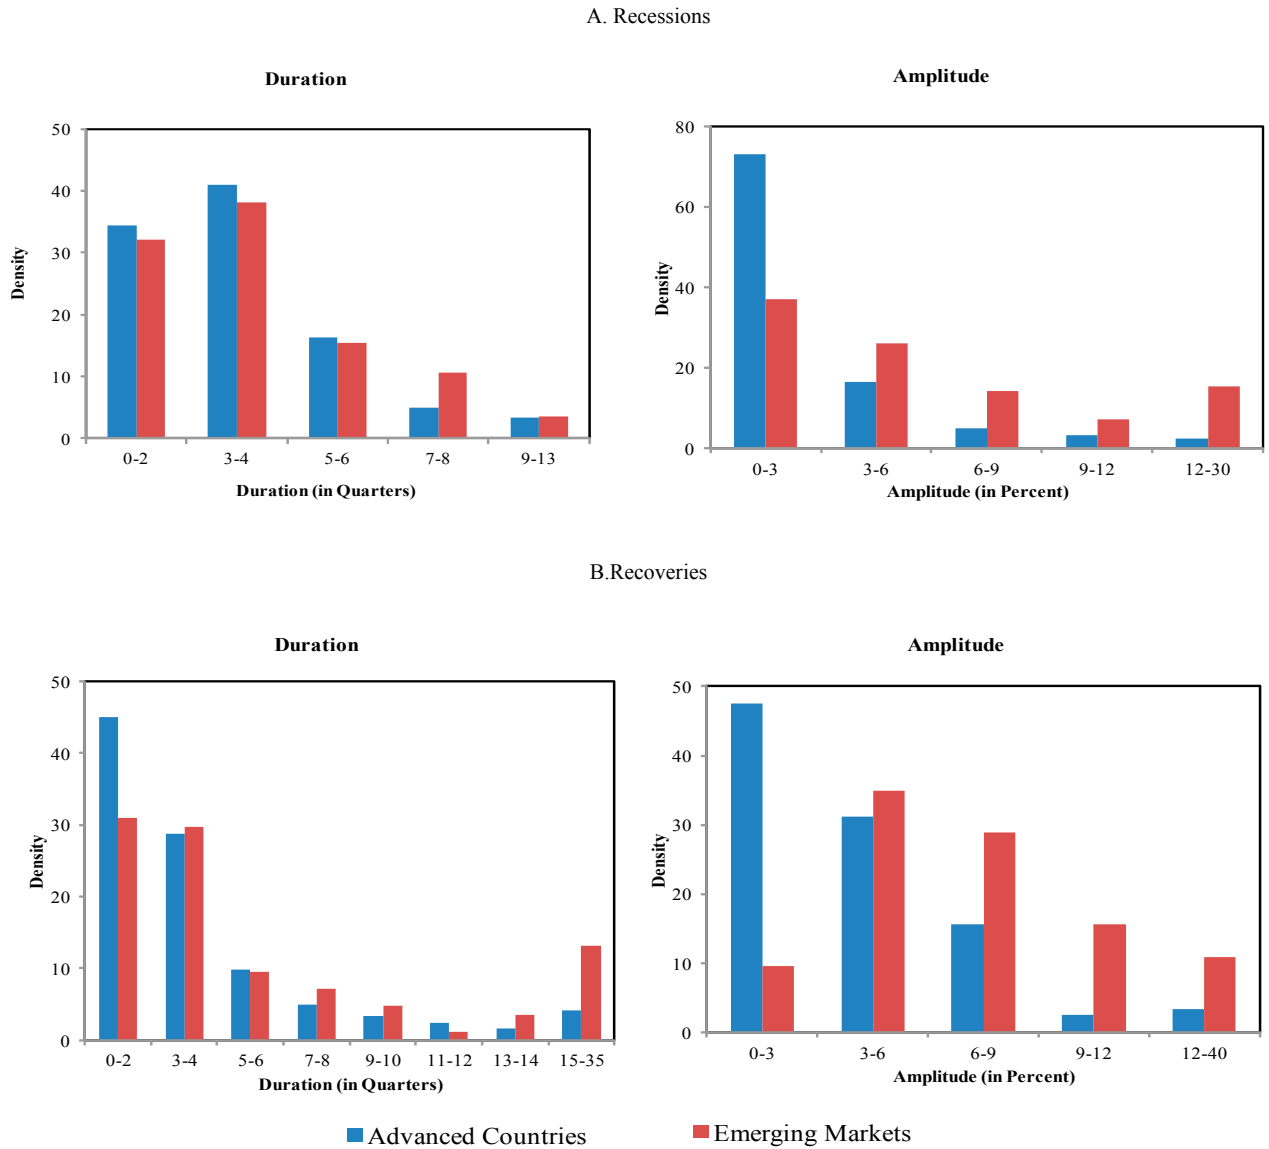 A. Recessions
Duration
50
40
30
20
10
0
Density
0-2 3-4 5-6 7-8 9-13
Duration (in Quarters)
Amplitude
80
60
40
20
0
Density
0-3 3-6 6-9 9-12 12-30
Amplitude (in Percent)
B.Recoveries
Duration
50
40
30
20
10
0
Density
0-2 3-4 5-6 7-8 9-10 11-12 13-14 15-35
Duration (in Quarters)
Amplitude
50
40
30
20
10
0
Density
0-3 3-6 6-9 9-12 12-40
Amplitude (in Percent)
Advanced Countries Emerging Markets